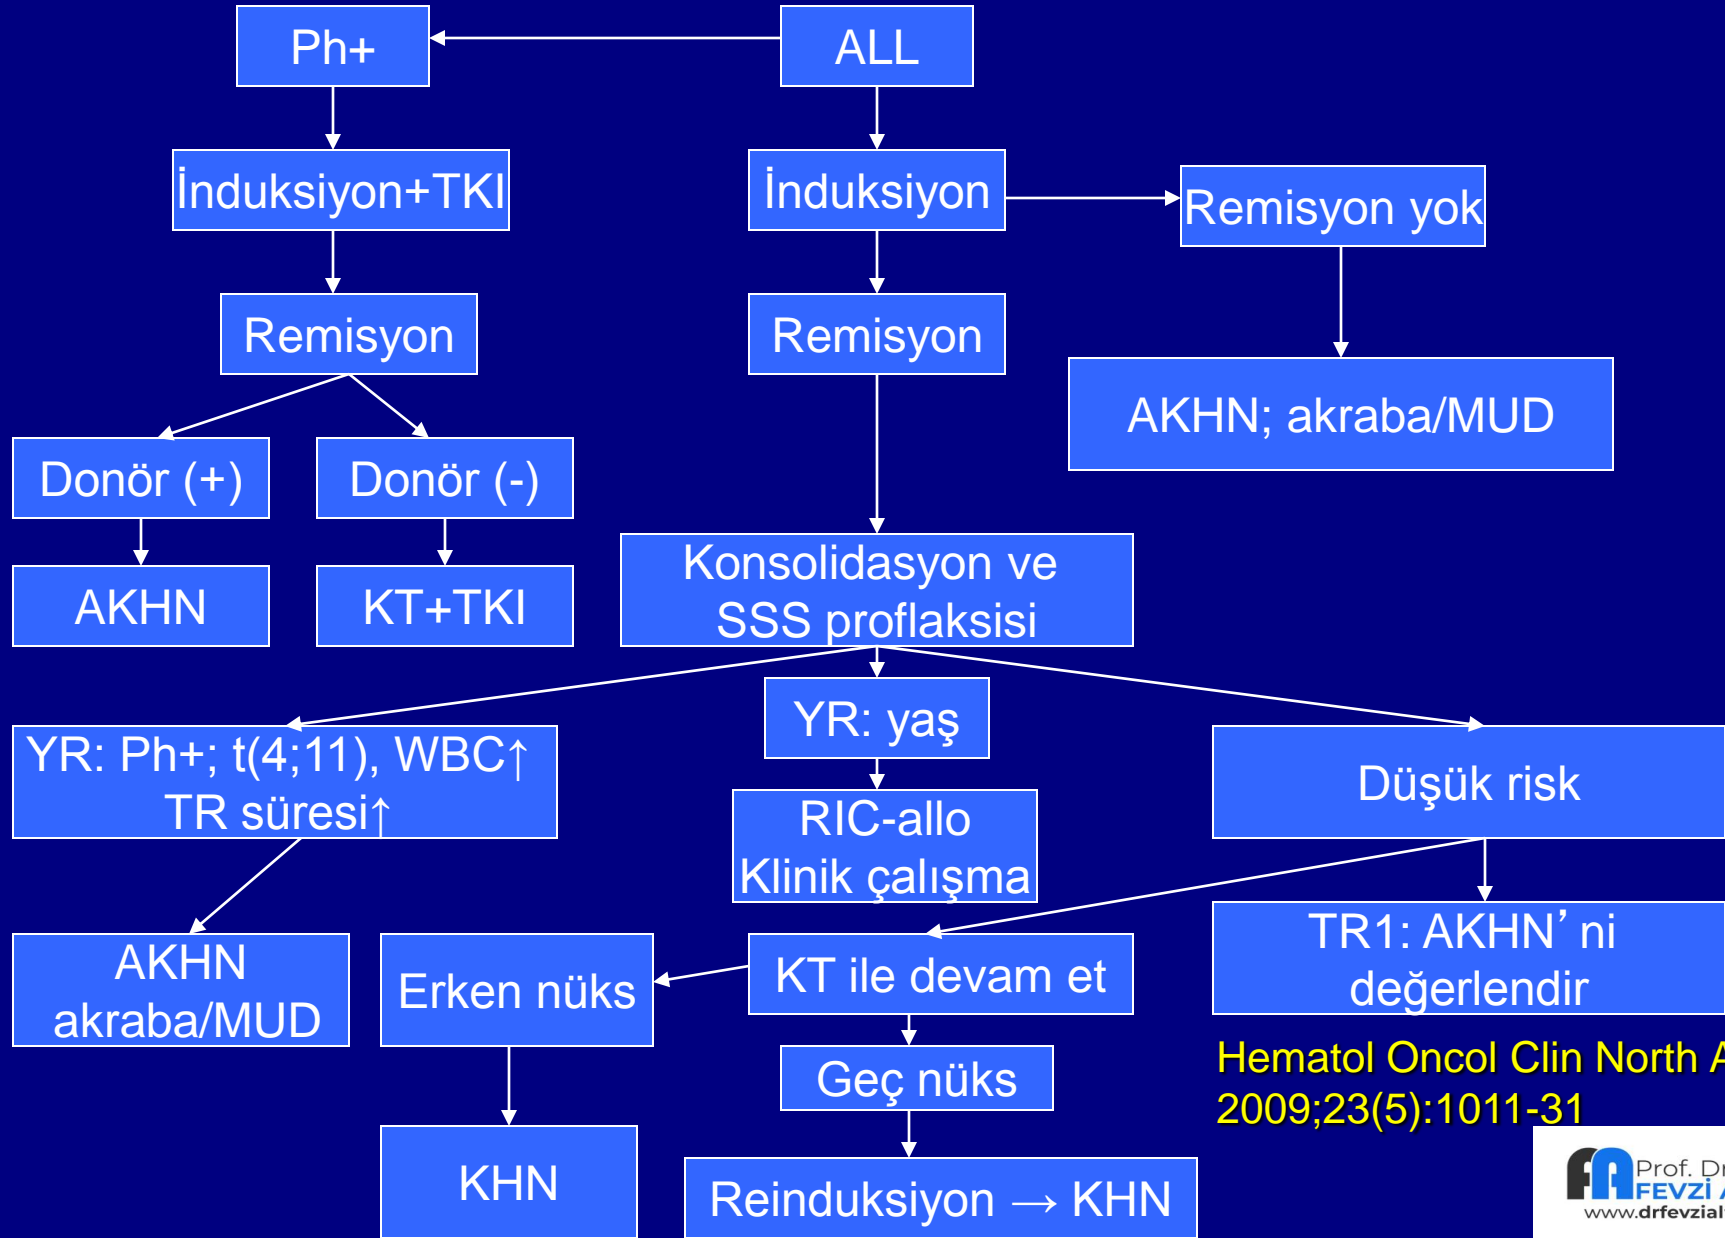 Ph+
ALL
İnduksiyon+TKI
İnduksiyon
Remisyon yok
Remisyon
Remisyon
AKHN; akraba/MUD
Donör (+)
Donör (-)
AKHN
KT+TKI
Konsolidasyon ve
SSS proflaksisi
YR: Ph+; t(4;11), WBC↑
TR süresi↑
YR: yaş
Düşük risk
RIC-allo
Klinik çalışma
AKHN
akraba/MUD
Erken nüks
KT ile devam et
TR1: AKHN’ ni
değerlendir
Geç nüks
KHN
Reinduksiyon → KHN
Hematol Oncol Clin North
2009;23(5):1011-31
Prof. Dr
FEVZİ
www.drfevzial